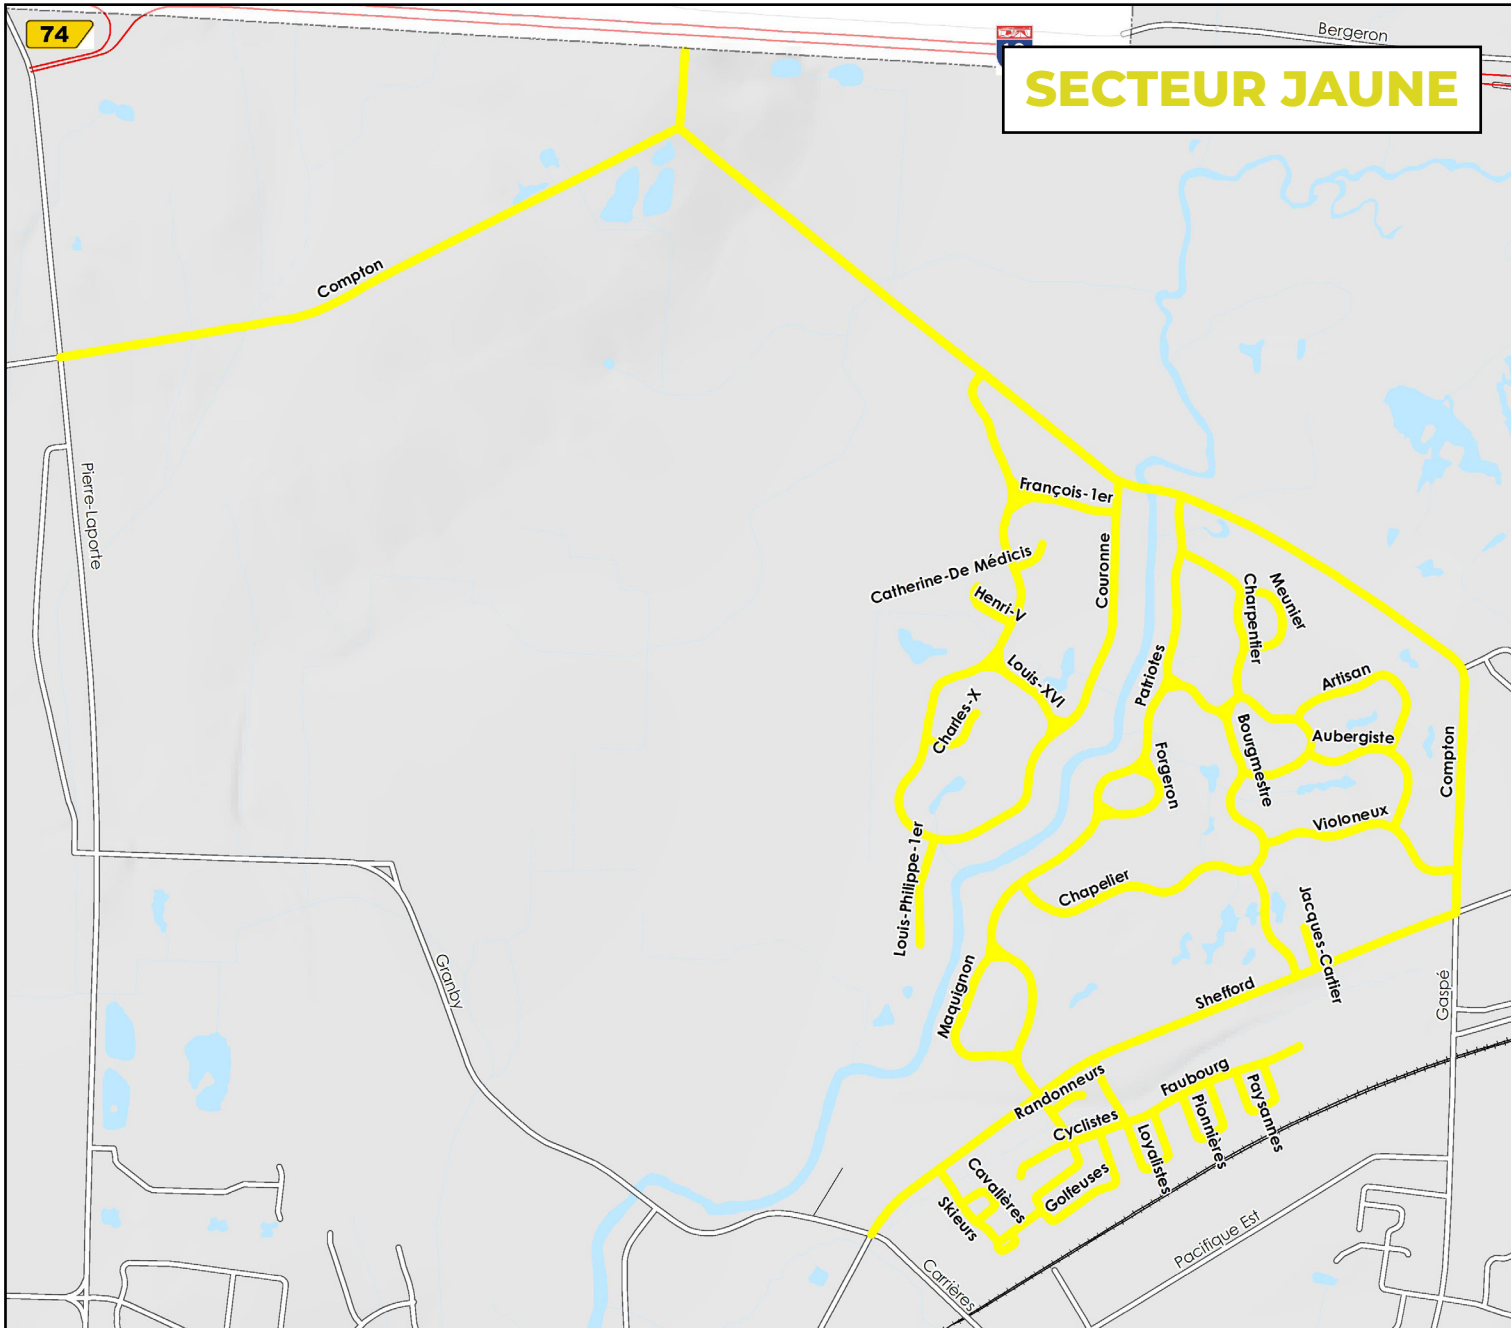 74
Bergeron
SECTEUR JAUNE
Compton
Pierre-Laporte
François-1er
Couronne
Catherine-De Médicis
Henri-V
Louis-XVI
Charles-X
Louis-Philippe-1er
Meunier
Charpentier
Patriotes
Artisan
Aubergiste
Bourgmestre
Forgeron
Compton
Violoneux
Chapelier
Jacques-Cartier
Maquignon
Shefford
Gaspé
Granby
Randonneurs
Faubourg
Cyclistes
Paysannes
Pionnières
Loyalistes
Golfeuses
Cavalières
Skieurs
Pacifique Est
Carrières